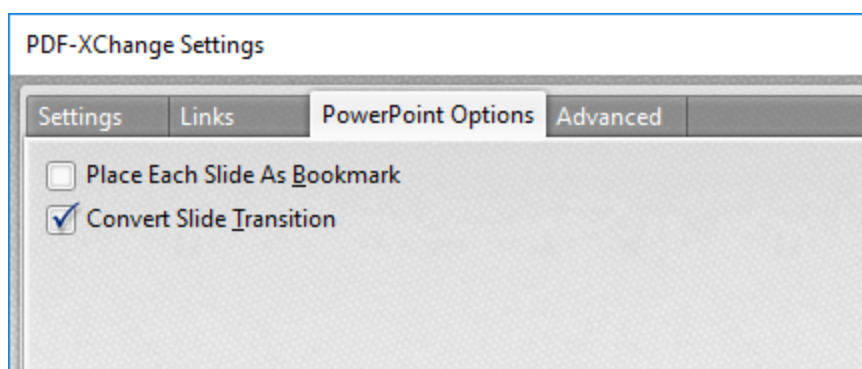 PDF-XChange Settings
Settings Links PowerPoint Options Advanced
Place Each Slide As Bookmark
Convert Slide Transition